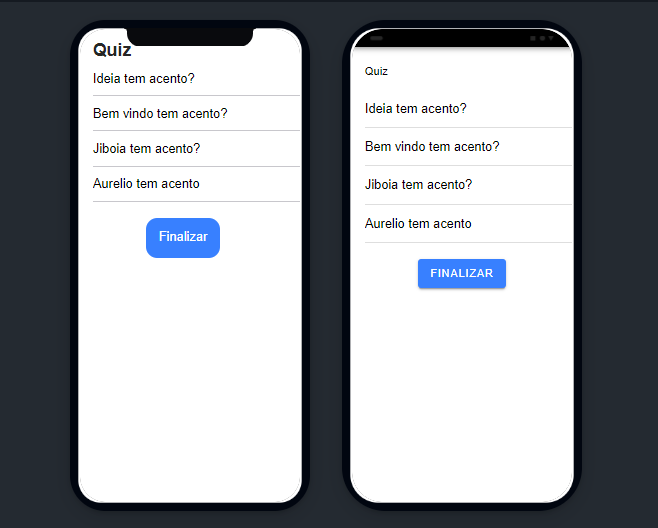 Quiz
Ideia tem acento?
Bem vindo tem acento?
Jiboia tem acento?
Aurelio tem acento
Finalizar
Quiz
Ideia tem acento?
Bem vindo tem acento?
Jiboia tem acento?
Aurelio tem acento
FINALIZAR